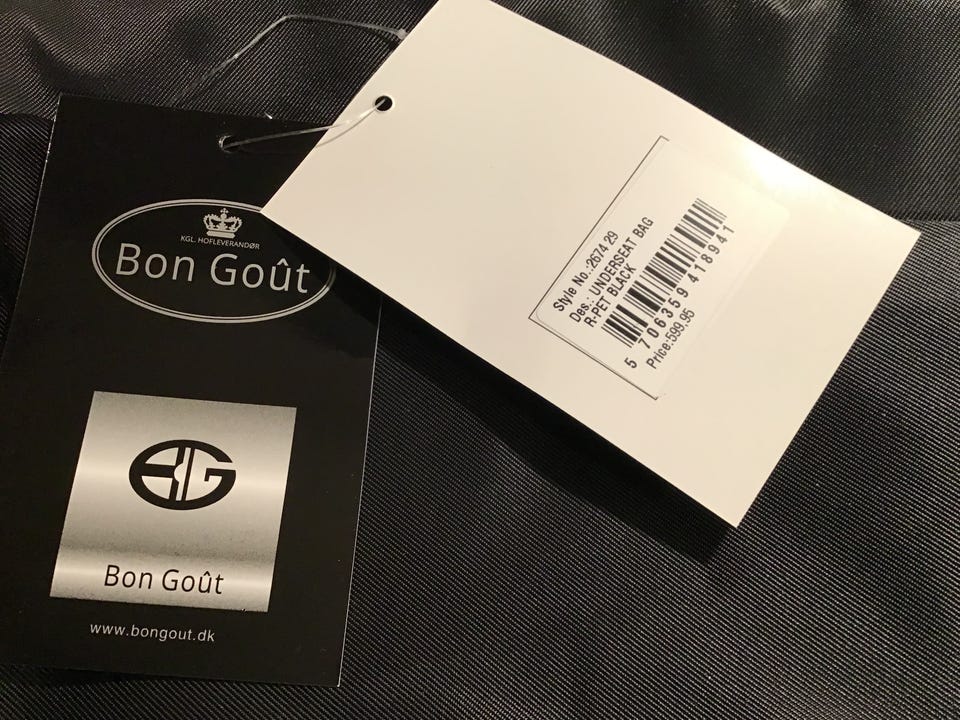 KGL. HOFLEVERANDØR
Bon Goût
BG
Bon Goût
www.bongout.dk
Style No.:2674 29
Des.: UNDERSEAT BAG
R-PET BLACK
5 706359 418941
Price:599,95